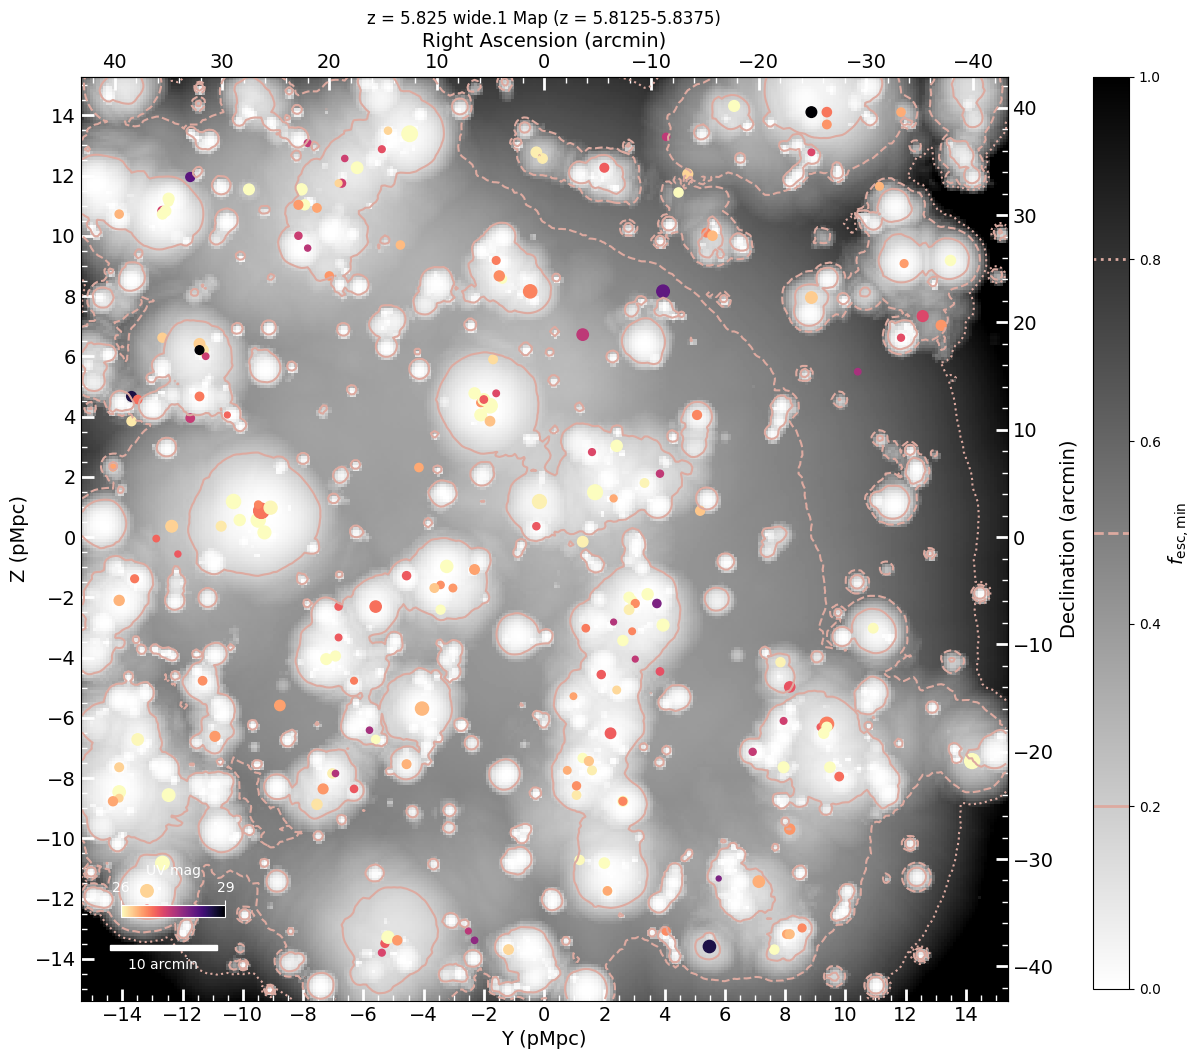 z = 5.825 wide.1 Map (z = 5.8125-5.8375)
Right Ascension (arcmin)
40 30 20 10 0 −10 −20 −30 −40
14 12 10 8 6 4 2 0 −2 −4 −6 −8 −10 −12 −14
Z (pMpc)
40 30 20 10 0 −10 −20 −30 −40
Declination (arcmin)
UV mag
26 29
10 arcmin
−14 −12 −10 −8 −6 −4 −2 0 2 4 6 8 10 12 14
Y (pMpc)
1.0
0.8
0.6
0.4
0.2
0.0
fesc,min